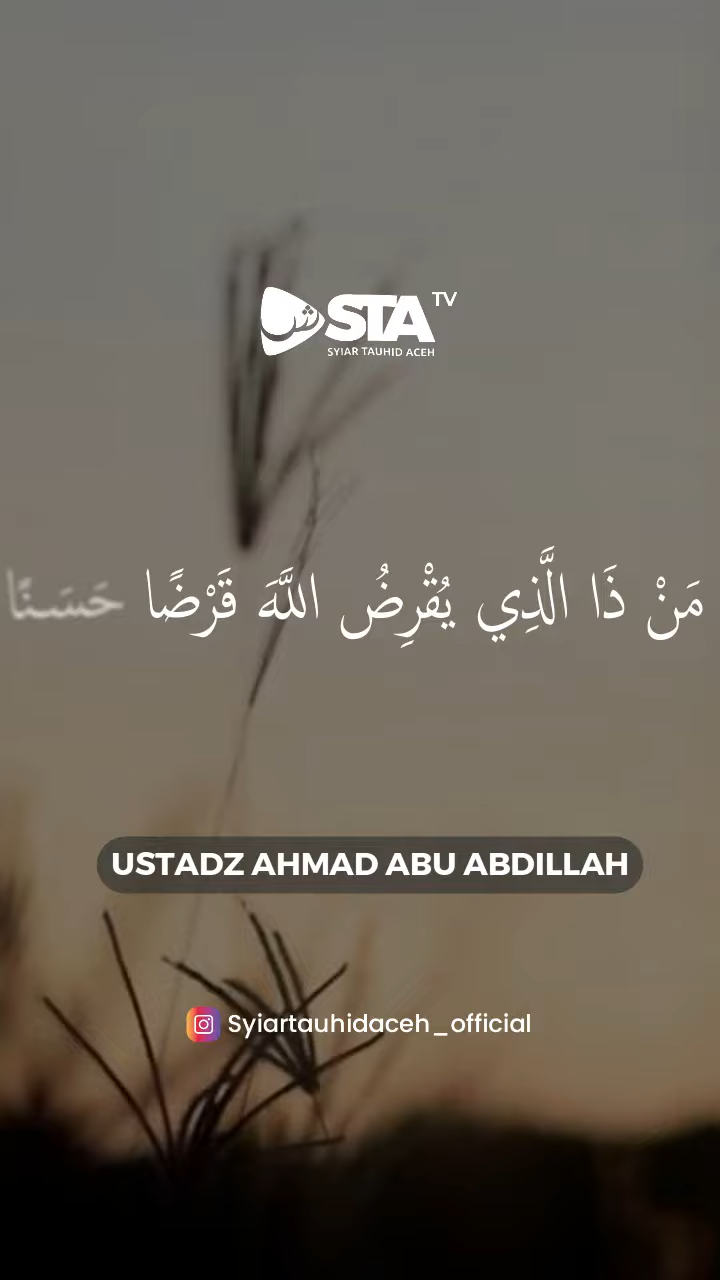 STA TV
SYIAR TAUHID ACEH
مَنْ ذَا الَّذِي يُقْرِضُ اللَّهَ قَرْضًا حَسَنًا
USTADZ AHMAD ABU ABDILLAH
Syiartauhidaceh_official